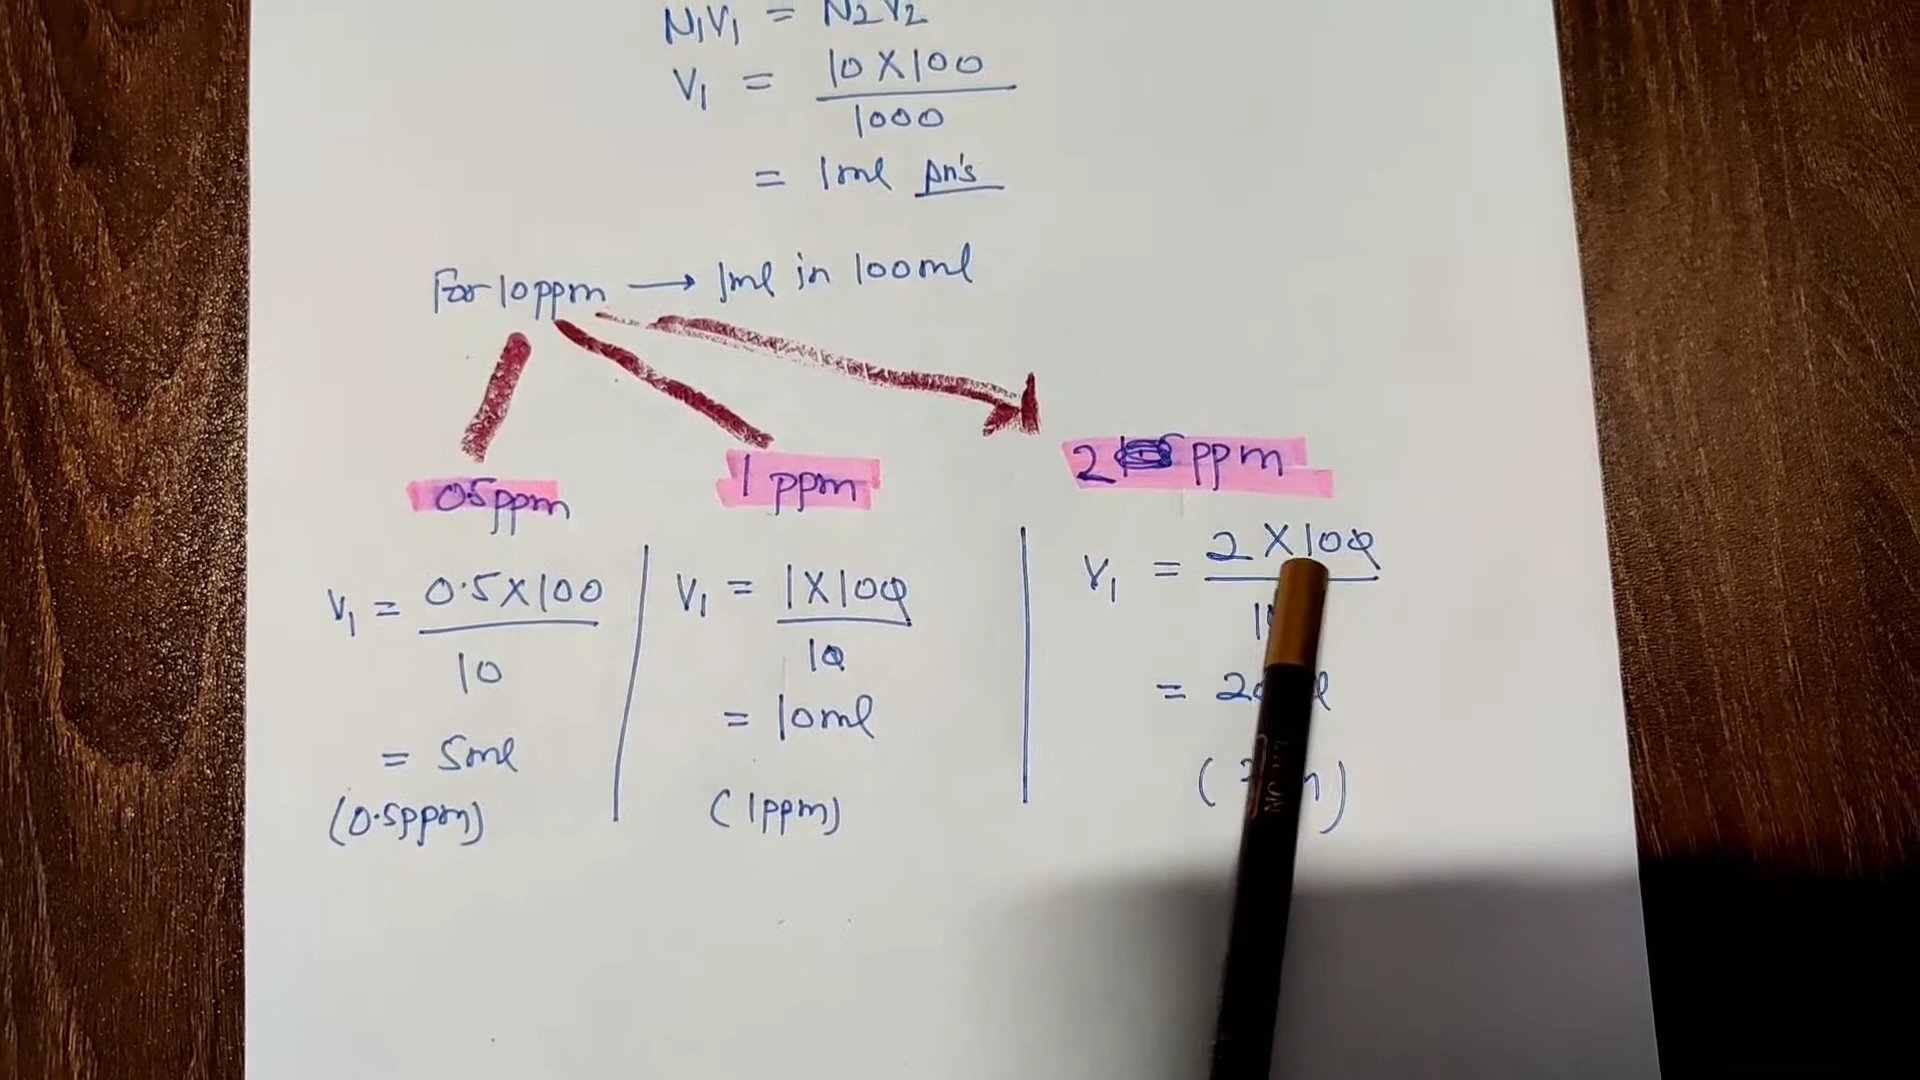 N1V1 = N2V2
V1 = 10 X 100
1000
= 1ml Ans
For 10ppm → 1ml in 100ml
0.5ppm
1 ppm
2 ppm
V1 = 0.5 X 100
10
= 5ml
(0.5ppm)
V1 = 1 X 100
10
= 10ml
(1ppm)
V1 = 2 X 100
=